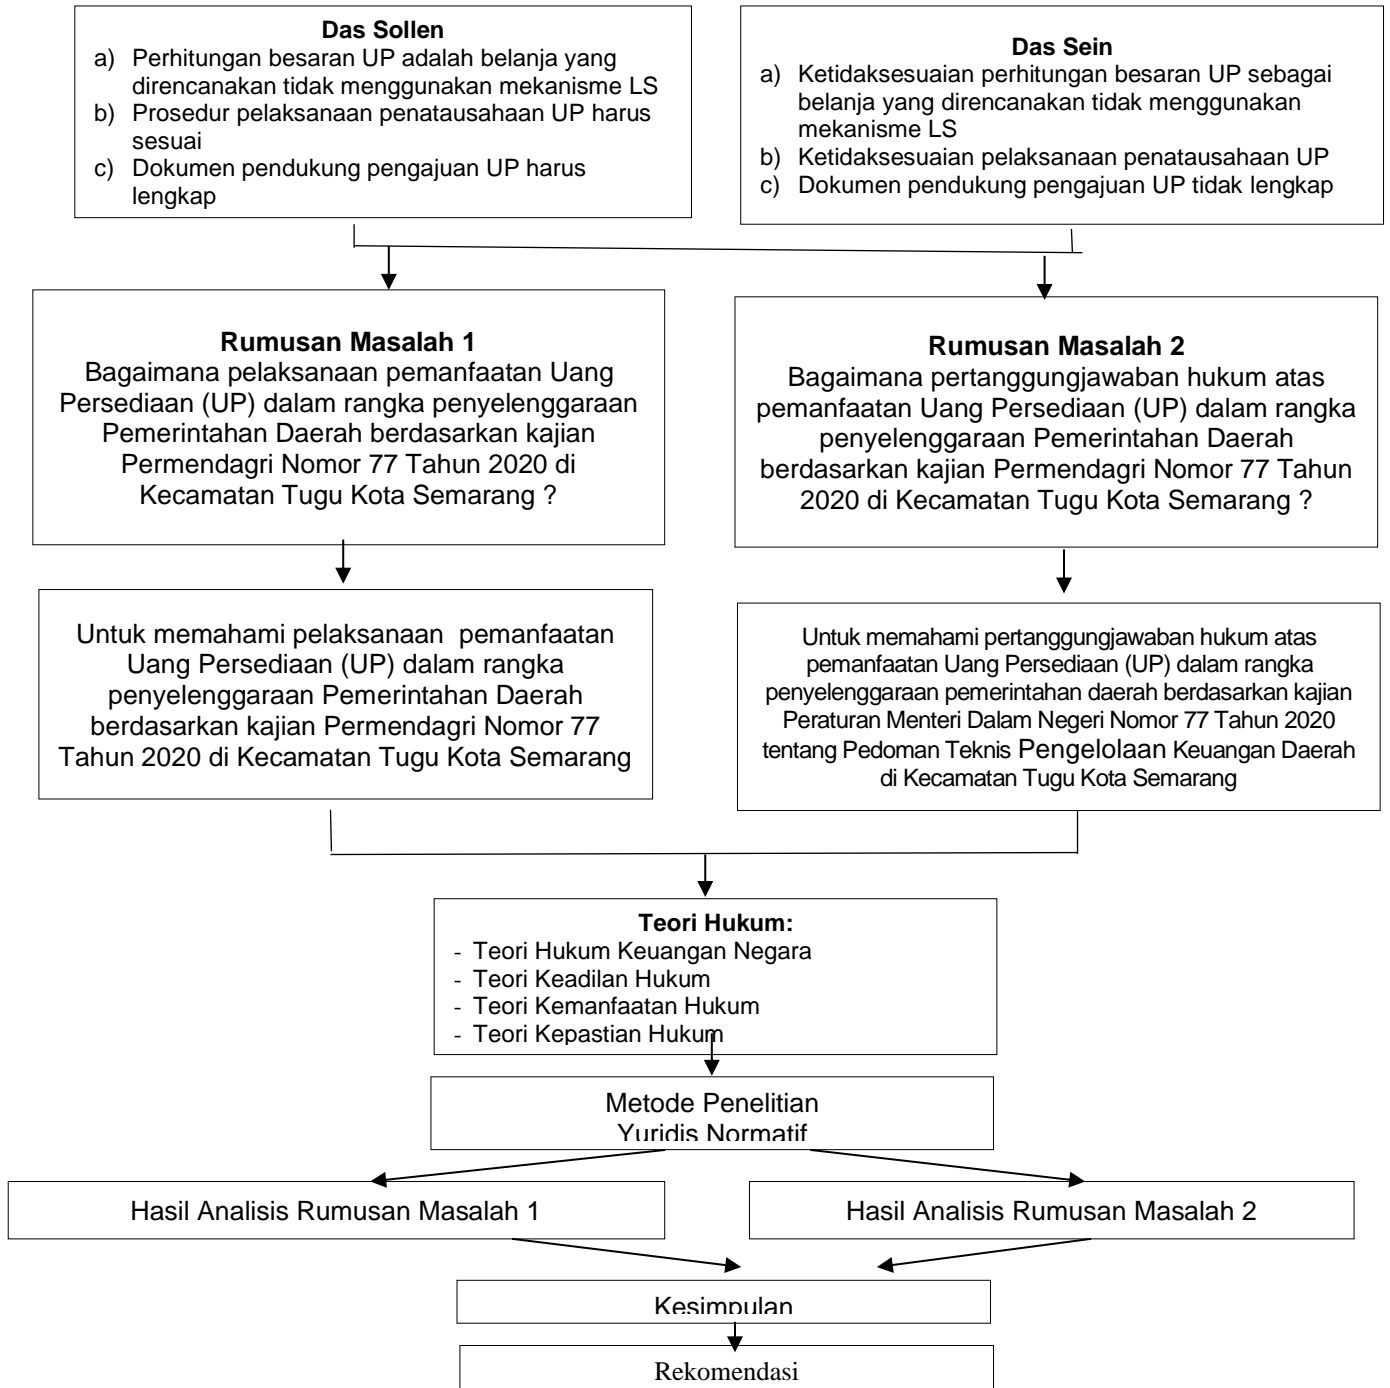 Das Sollen
a) Perhitungan besaran UP adalah belanja yang
direncanakan tidak menggunakan mekanisme LS
b) Prosedur pelaksanaan penatausahaan UP harus
sesuai
c) Dokumen pendukung pengajuan UP harus
lengkap
Das Sein
a) Ketidaksesuaian perhitungan besaran UP sebagai
belanja yang direncanakan tidak menggunakan
mekanisme LS
b) Ketidaksesuaian pelaksanaan penatausahaan UP
c) Dokumen pendukung pengajuan UP tidak lengkap
Rumusan Masalah 1
Bagaimana pelaksanaan pemanfaatan Uang
Persediaan (UP) dalam rangka penyelenggaraan
Pemerintahan Daerah berdasarkan kajian
Permendagri Nomor 77 Tahun 2020 di
Kecamatan Tugu Kota Semarang ?
Rumusan Masalah 2
Bagaimana pertanggungjawaban hukum atas
pemanfaatan Uang Persediaan (UP) dalam rangka
penyelenggaraan Pemerintahan Daerah
berdasarkan kajian Permendagri Nomor 77 Tahun
2020 di Kecamatan Tugu Kota Semarang ?
Untuk memahami pelaksanaan pemanfaatan
Uang Persediaan (UP) dalam rangka
penyelenggaraan Pemerintahan Daerah
berdasarkan kajian Permendagri Nomor 77
Tahun 2020 di Kecamatan Tugu Kota Semarang
Untuk memahami pertanggungjawaban hukum atas
pemanfaatan Uang Persediaan (UP) dalam rangka
penyelenggaraan pemerintahan daerah berdasarkan kajian
Peraturan Menteri Dalam Negeri Nomor 77 Tahun 2020
tentang Pedoman Teknis Pengelolaan Keuangan Daerah
di Kecamatan Tugu Kota Semarang
Teori Hukum:
- Teori Hukum Keuangan Negara
- Teori Keadilan Hukum
- Teori Kemanfaatan Hukum
- Teori Kepastian Hukum
Metode Penelitian
Yuridis Normatif
Hasil Analisis Rumusan Masalah 1
Hasil Analisis Rumusan Masalah 2
Kesimpulan
Rekomendasi